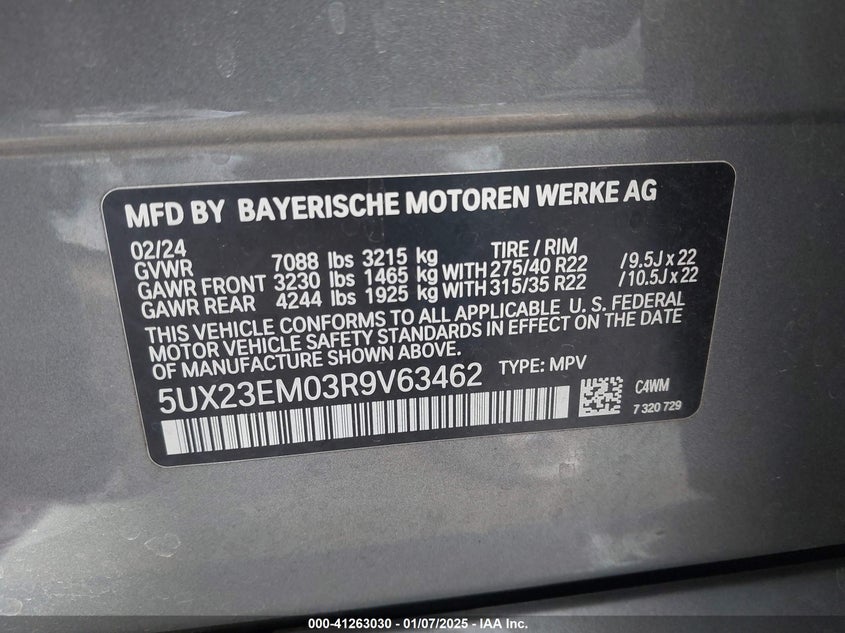 MFD BY BAYERISCHE MOTOREN WERKE AG
02/24 TIRE / RIM
GVWR 7088 lbs 3215 kg
GAWR FRONT 3230 lbs 1465 kg WITH 275/40 R22 / 9.5J x 22
GAWR REAR 4244 lbs 1925 kg WITH 315/35 R22 / 10.5J x 22
THIS VEHICLE CONFORMS TO ALL APPLICABLE U. S. FEDERAL
MOTOR VEHICLE SAFETY STANDARDS IN EFFECT ON THE DATE
OF MANUFACTURE SHOWN ABOVE.
5UX23EM03R9V63462 TYPE: MPV
C4WM
7 320 729
000-41263030 - 01/07/2025 - IAA Inc.